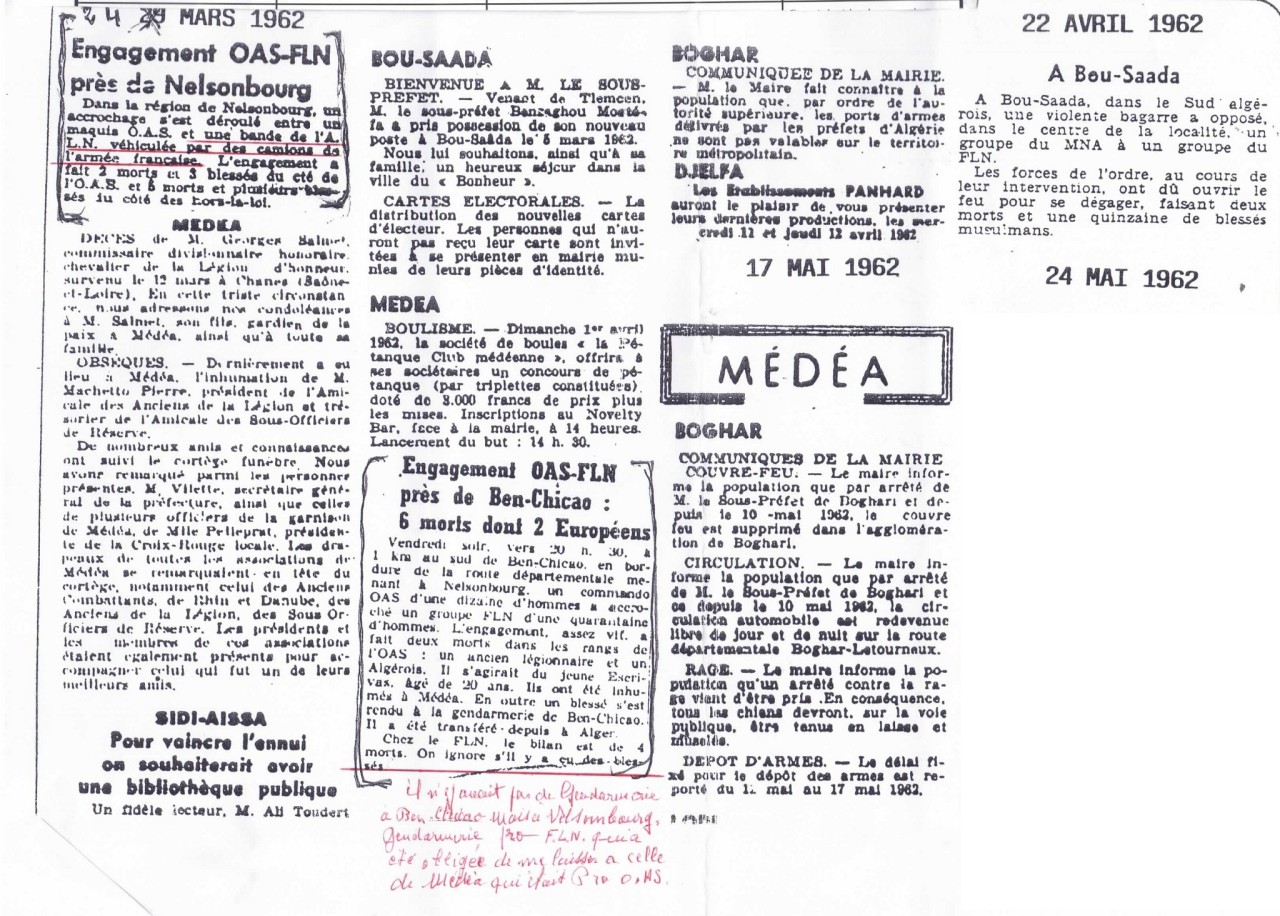 24 MARS 1962
Engagement OAS-FLN
près de Nelsonbourg
Dans la région de Nelsonbourg, un
accrochage s'est déroulé entre un
maquis O.A.S. et une bande de l'A.
L.N. véhiculée par des camions de
l'armée française. L'engagement a
fait 2 morts et 3 blessés du cté de
l'O.A.S. et 6 morts et plusieurs bles-
sés du côté des hors-la-loi.
MEDEA
DECES de M. Georges Salmet,
commissaire divisionnaire honoraire,
chevalier de la Légion d'honneur,
survenu le 12 mars à Chanes (Saône-
et-Loire). En cette triste circonstan
ce, nous adressons nos condoléances
à M. Salmet, son fils, gardien de la
paix à Médéa, ainsi qu'à toute sa
famille.
OBSEQUES. — Dernièrement a eu
lieu à Médéa, l'inhumation de M.
Machetto Pierre, président de l'Ami-
cale des Anciens de la Légion et tré-
sorier de l'Amicale des Sous-Officiers
de Réserve.
De nombreux amis et connaissances
ont suivi le cortège funèbre. Nous
avons remarqué parmi les personnes
présentes, M. Vilette, secrétaire géné-
ral de la préfecture, ainsi que celles
de plusieurs officiers de la garnison
de Médéa, de Mlle Pelleprat, présiden-
te de la Croix-Rouge locale. Les dra-
peaux de toutes les associations de
Médéa se remarquaient en tête du
cortège, notamment celui des Anciens
Combattants, de Rhin et Danube, des
Anciens de la Légion, des Sous Of-
ficiers de Réserve. Les présidents et
les membres de ces associations
étaient également présents pour ac-
compagner celui qui fut un de leurs
meilleurs amis.
SIDI-AISSA
Pour vaincre l'ennui
on souhaiterait avoir
une bibliothèque publique
Un fidèle lecteur, M. Ali Toudert
BOU-SAADA
BIENVENUE A M. LE SOUS-
PREFET. — Venant de Tlemcen,
M. le sous-préfet Benzaghou Mosté-
fa a pris possession de son nouveau
poste à Bou-Saâda le 5 mars 1962.
Nous lui souhaitons, ainsi qu'à sa
famille, un heureux séjour dans la
ville du « Bonheur ».
CARTES ELECTORALES. — La
distribution des nouvelles cartes
d'électeur. Les personnes qui n'au-
ront pas reçu leur carte sont invi-
tées à se présenter en mairie mu-
nies de leurs pièces d'identité.
MEDEA
BOULISME. — Dimanche 1er avril
1962, la société de boules « la Pé-
tanque Club médéenne », offrira à
ses sociétaires un concours de pé-
tanque (par triplettes constituées)
doté de 3.000 francs de prix plus
les mises. Inscriptions au Novelty
Bar, face à la mairie, à 14 heures.
Lancement du but : 14 h. 30.
Engagement OAS-FLN
près de Ben-Chicao :
6 morts dont 2 Européens
Vendredi soir, vers 20 h. 30, à
1 km au sud de Ben-Chicao, en bor-
dure de la route départementale me-
nant à Nelsonbourg, un commando
OAS d'une dizaine d'hommes a accro-
ché un groupe FLN d'une quarantaine
d'hommes. L'engagement, assez vif, a
fait deux morts dans les rangs de
l'OAS : un ancien légionnaire et un
Algérois. Il s'agirait du jeune Escri-
vas, âgé de 20 ans. Ils ont été inhu-
més à Médéa. En outre un blessé s'est
rendu à la gendarmerie de Ben-Chicao.
Il a été transféré depuis à Alger.
Chez le FLN, le bilan est de 4
morts. On ignore s'il y a eu des bles-
sés
il n'y avait pas de Gendarmerie
à Ben Chicao Mais a Nelsonbourg,
Gendarmerie pro- F.L.N. qui a
été obligée de me laisser a celle
de Médéa qui était Pro O.A.S.
BOGHAR
COMMUNIQUEE DE LA MAIRIE.
— M. le Maire fait connaître à la
population que, par ordre de l'au-
torité supérieure, les ports d'armes
délivrés par les préfets d'Algérie
ne sont pas valables sur le territoi-
re métropolitain.
DJELFA
Les Etablissements PANHARD
auront le plaisir de vous présenter
leurs dernières productions, les mer-
credi 11 et jeudi 12 avril 1962
17 MAI 1962
MÉDÉA
BOGHAR
COMMUNIQUES DE LA MAIRIE
COUVRE-FEU. — Le maire infor-
me la population que par arrêté de
M. le Sous-Préfet de Boghari et de-
puis le 10 -mai 1962, le couvre
feu est supprimé dans l'aggloméra-
tion de Boghari.
CIRCULATION. — Le maire in-
forme la population que par arrêté
de M. le Sous-Préfet de Boghari et
ce depuis le 10 mai 1962, la cir-
culation automobile est redevenue
libre de jour et de nuit sur la route
départementale Boghar-Letourneux.
RAGE. — Le maire informe la po-
pulation qu'un arrêté contre la ra-
ge vient d'être pris .En conséquence,
tous les chiens devront, sur la voie
publique, être tenus en laisse et
muselés.
DEPOT D'ARMES. — Le délai fi-
xé pour le dépôt des armes est re-
porté du 12 mai au 17 mai 1962.
22 AVRIL 1962
A Bou-Saada
A Bou-Saada, dans le Sud algé-
rois, une violente bagarre a opposé,
dans le centre de la localité, un
groupe du MNA à un groupe du
FLN.
Les forces de l'ordre, au cours de
leur intervention, ont dû ouvrir le
feu pour se dégager, faisant deux
morts et une quinzaine de blessés
musulmans.
24 MAI 1962